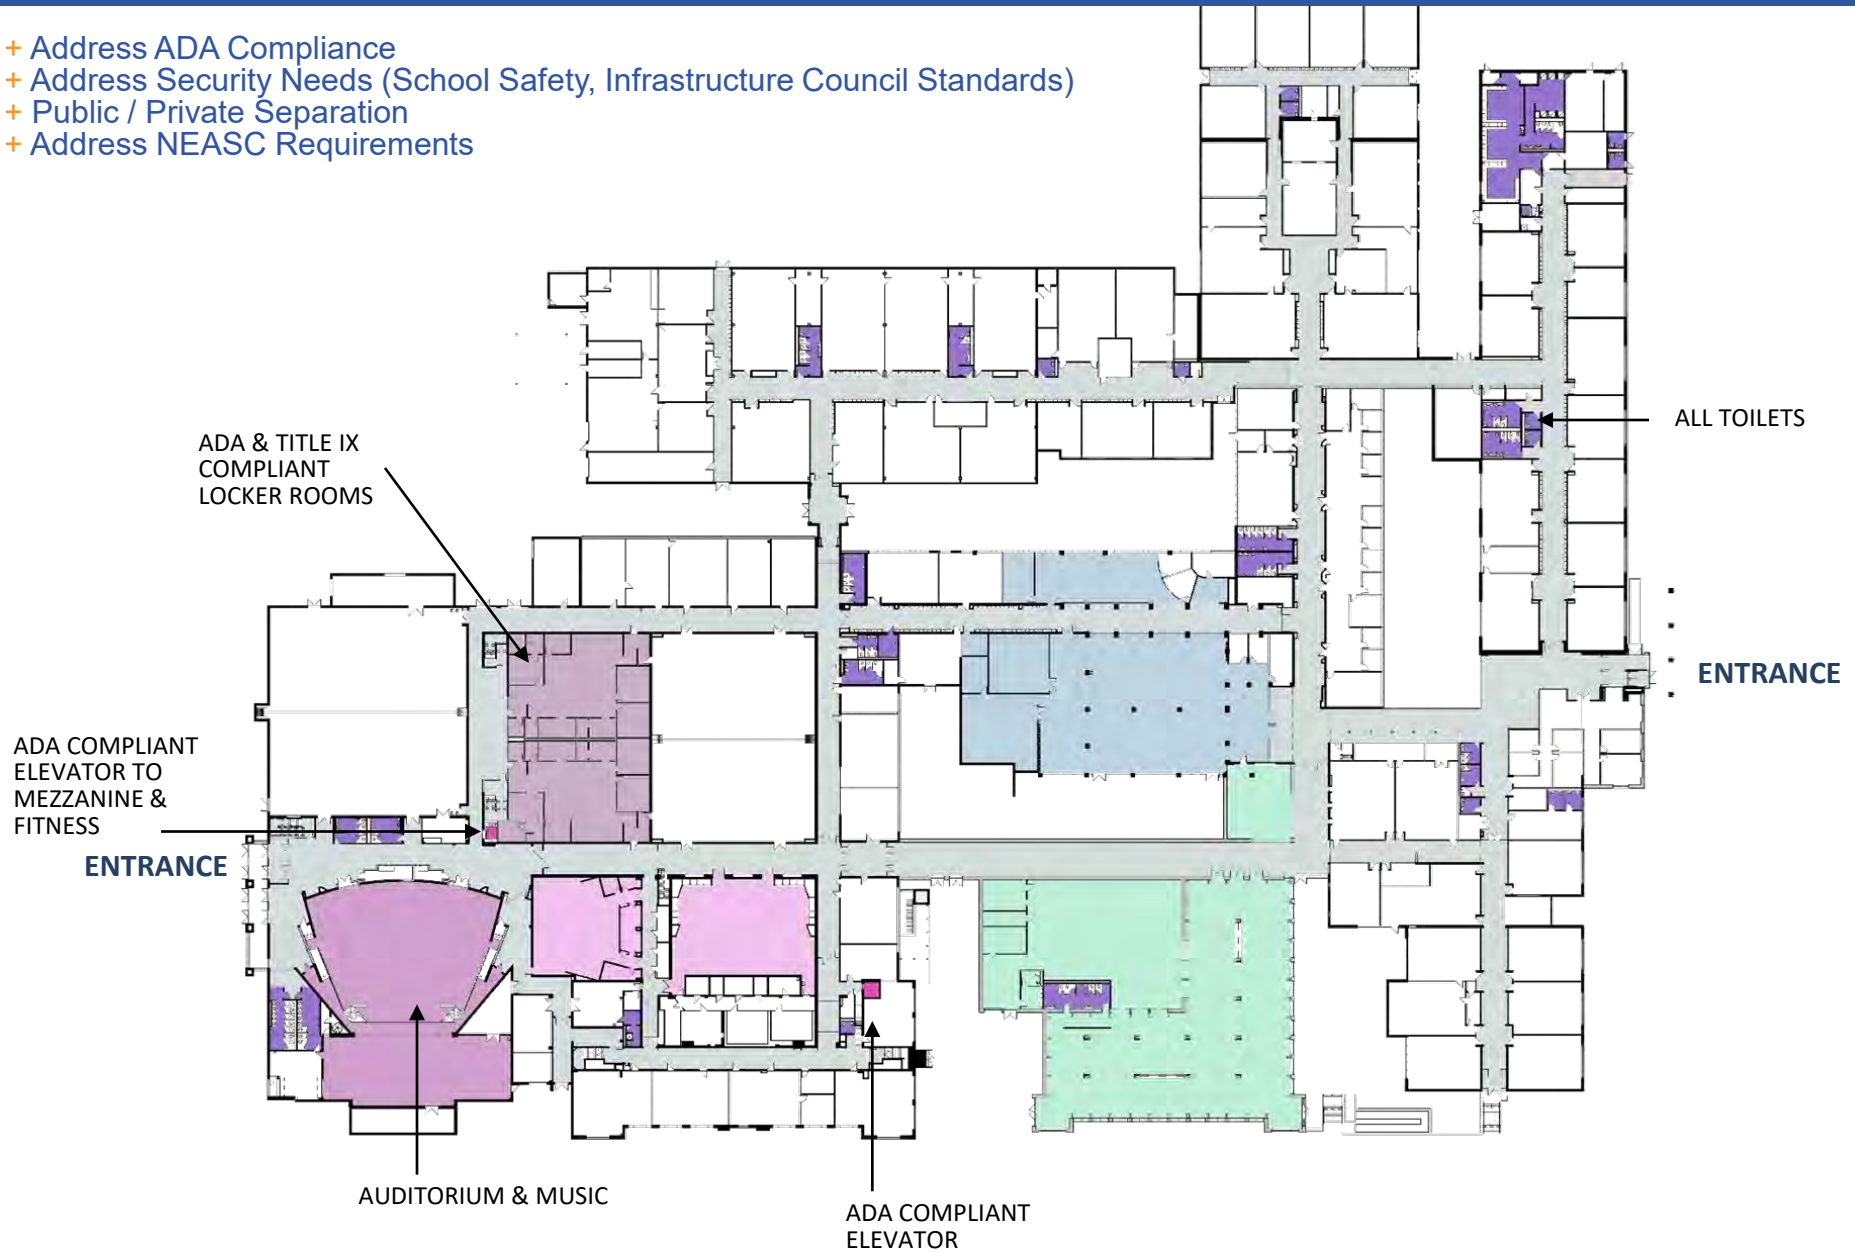 + Address ADA Compliance
+ Address Security Needs (School Safety, Infrastructure Council Standards)
+ Public / Private Separation
+ Address NEASC Requirements
ADA & TITLE IX
COMPLIANT
LOCKER ROOMS
ALL TOILETS
ENTRANCE
ADA COMPLIANT
ELEVATOR TO
MEZZANINE &
FITNESS
ENTRANCE
AUDITORIUM & MUSIC
ADA COMPLIANT
ELEVATOR